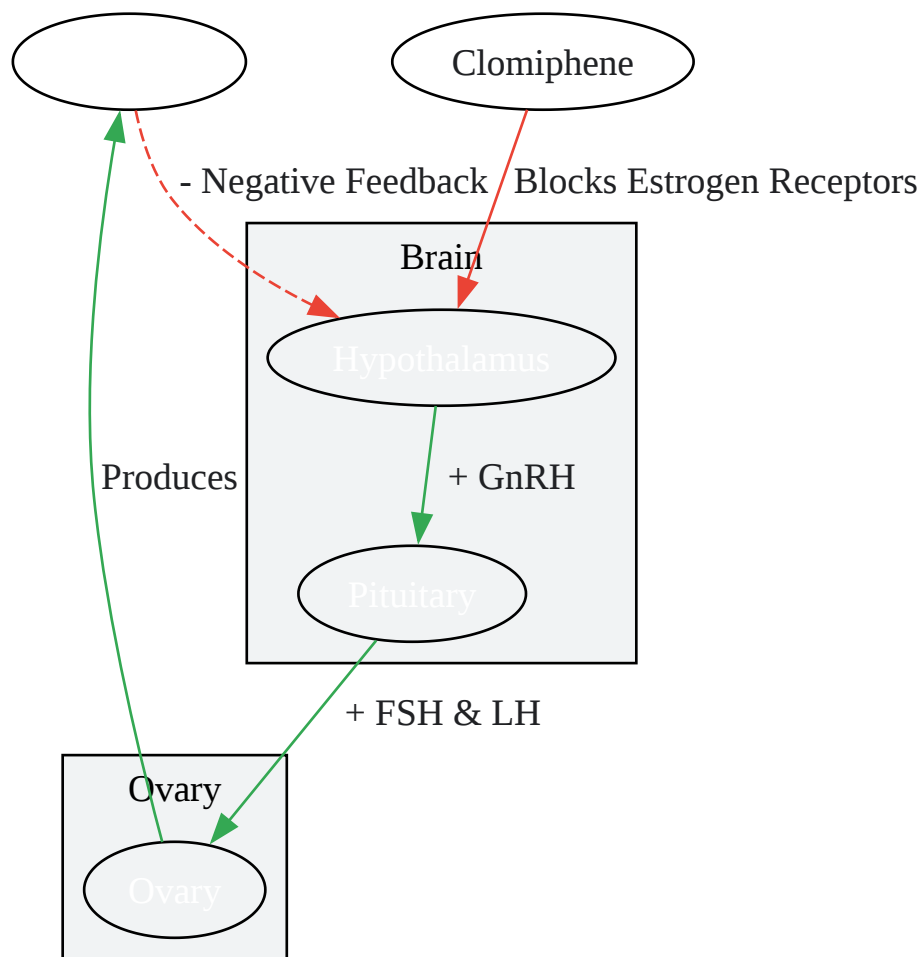 Clomiphene
- Negative Feedback
Blocks Estrogen Receptors
Brain
Hypothalamus
Produces
+ GnRH
Pituitary
+ FSH & LH
Ovary
Ovary